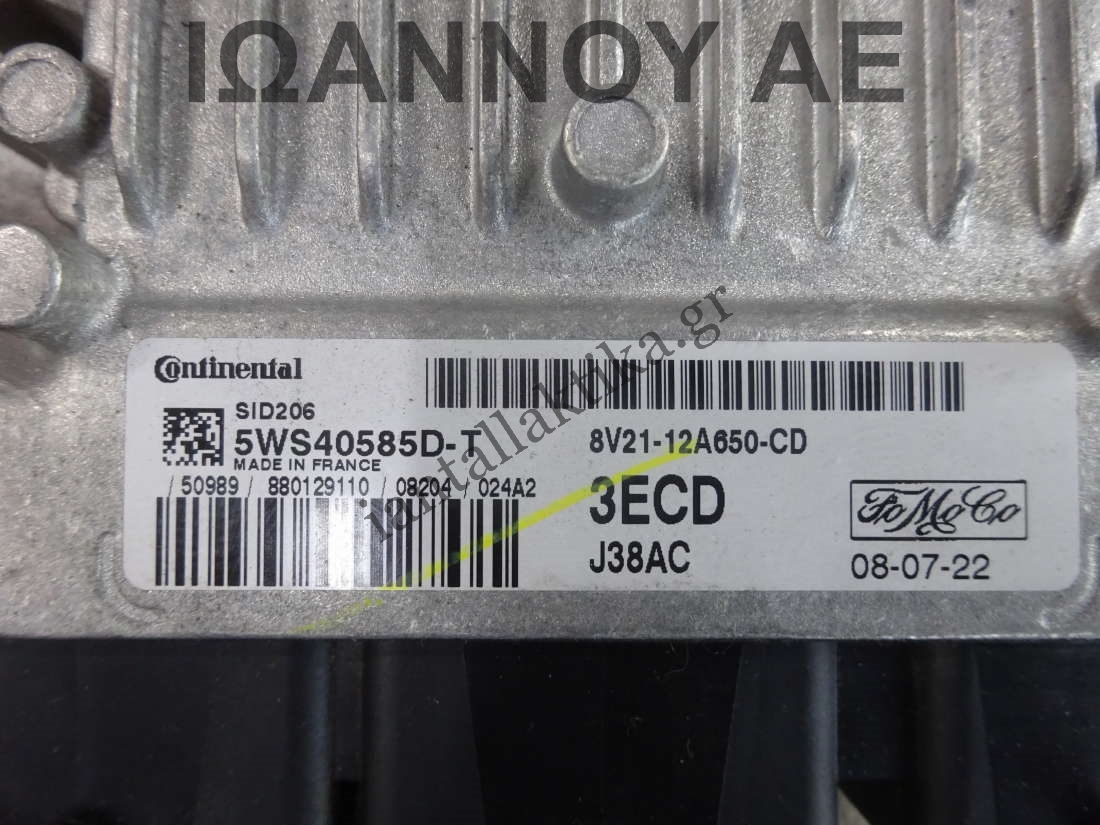 ΙΩΑΝΝΟΥ ΑΕ
iantallaktika.gr
Continental
SID206
5WS40585D-T
MADE IN FRANCE
/ 50989 / 880129110 / 08204 / 024A2
8V21-12A650-CD
3ECD
J38AC
FoMoCo
08-07-22